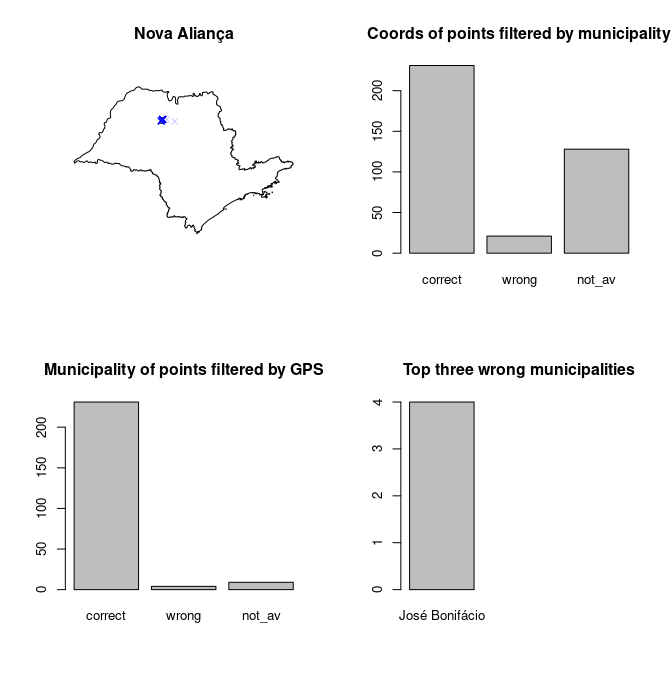 Nova Aliança
Coords of points filtered by municipality
200
150
100
50
0
correct wrong not_av
Municipality of points filtered by GPS
200
150
100
50
0
correct wrong not_av
Top three wrong municipalities
4
3
2
1
0
José Bonifácio